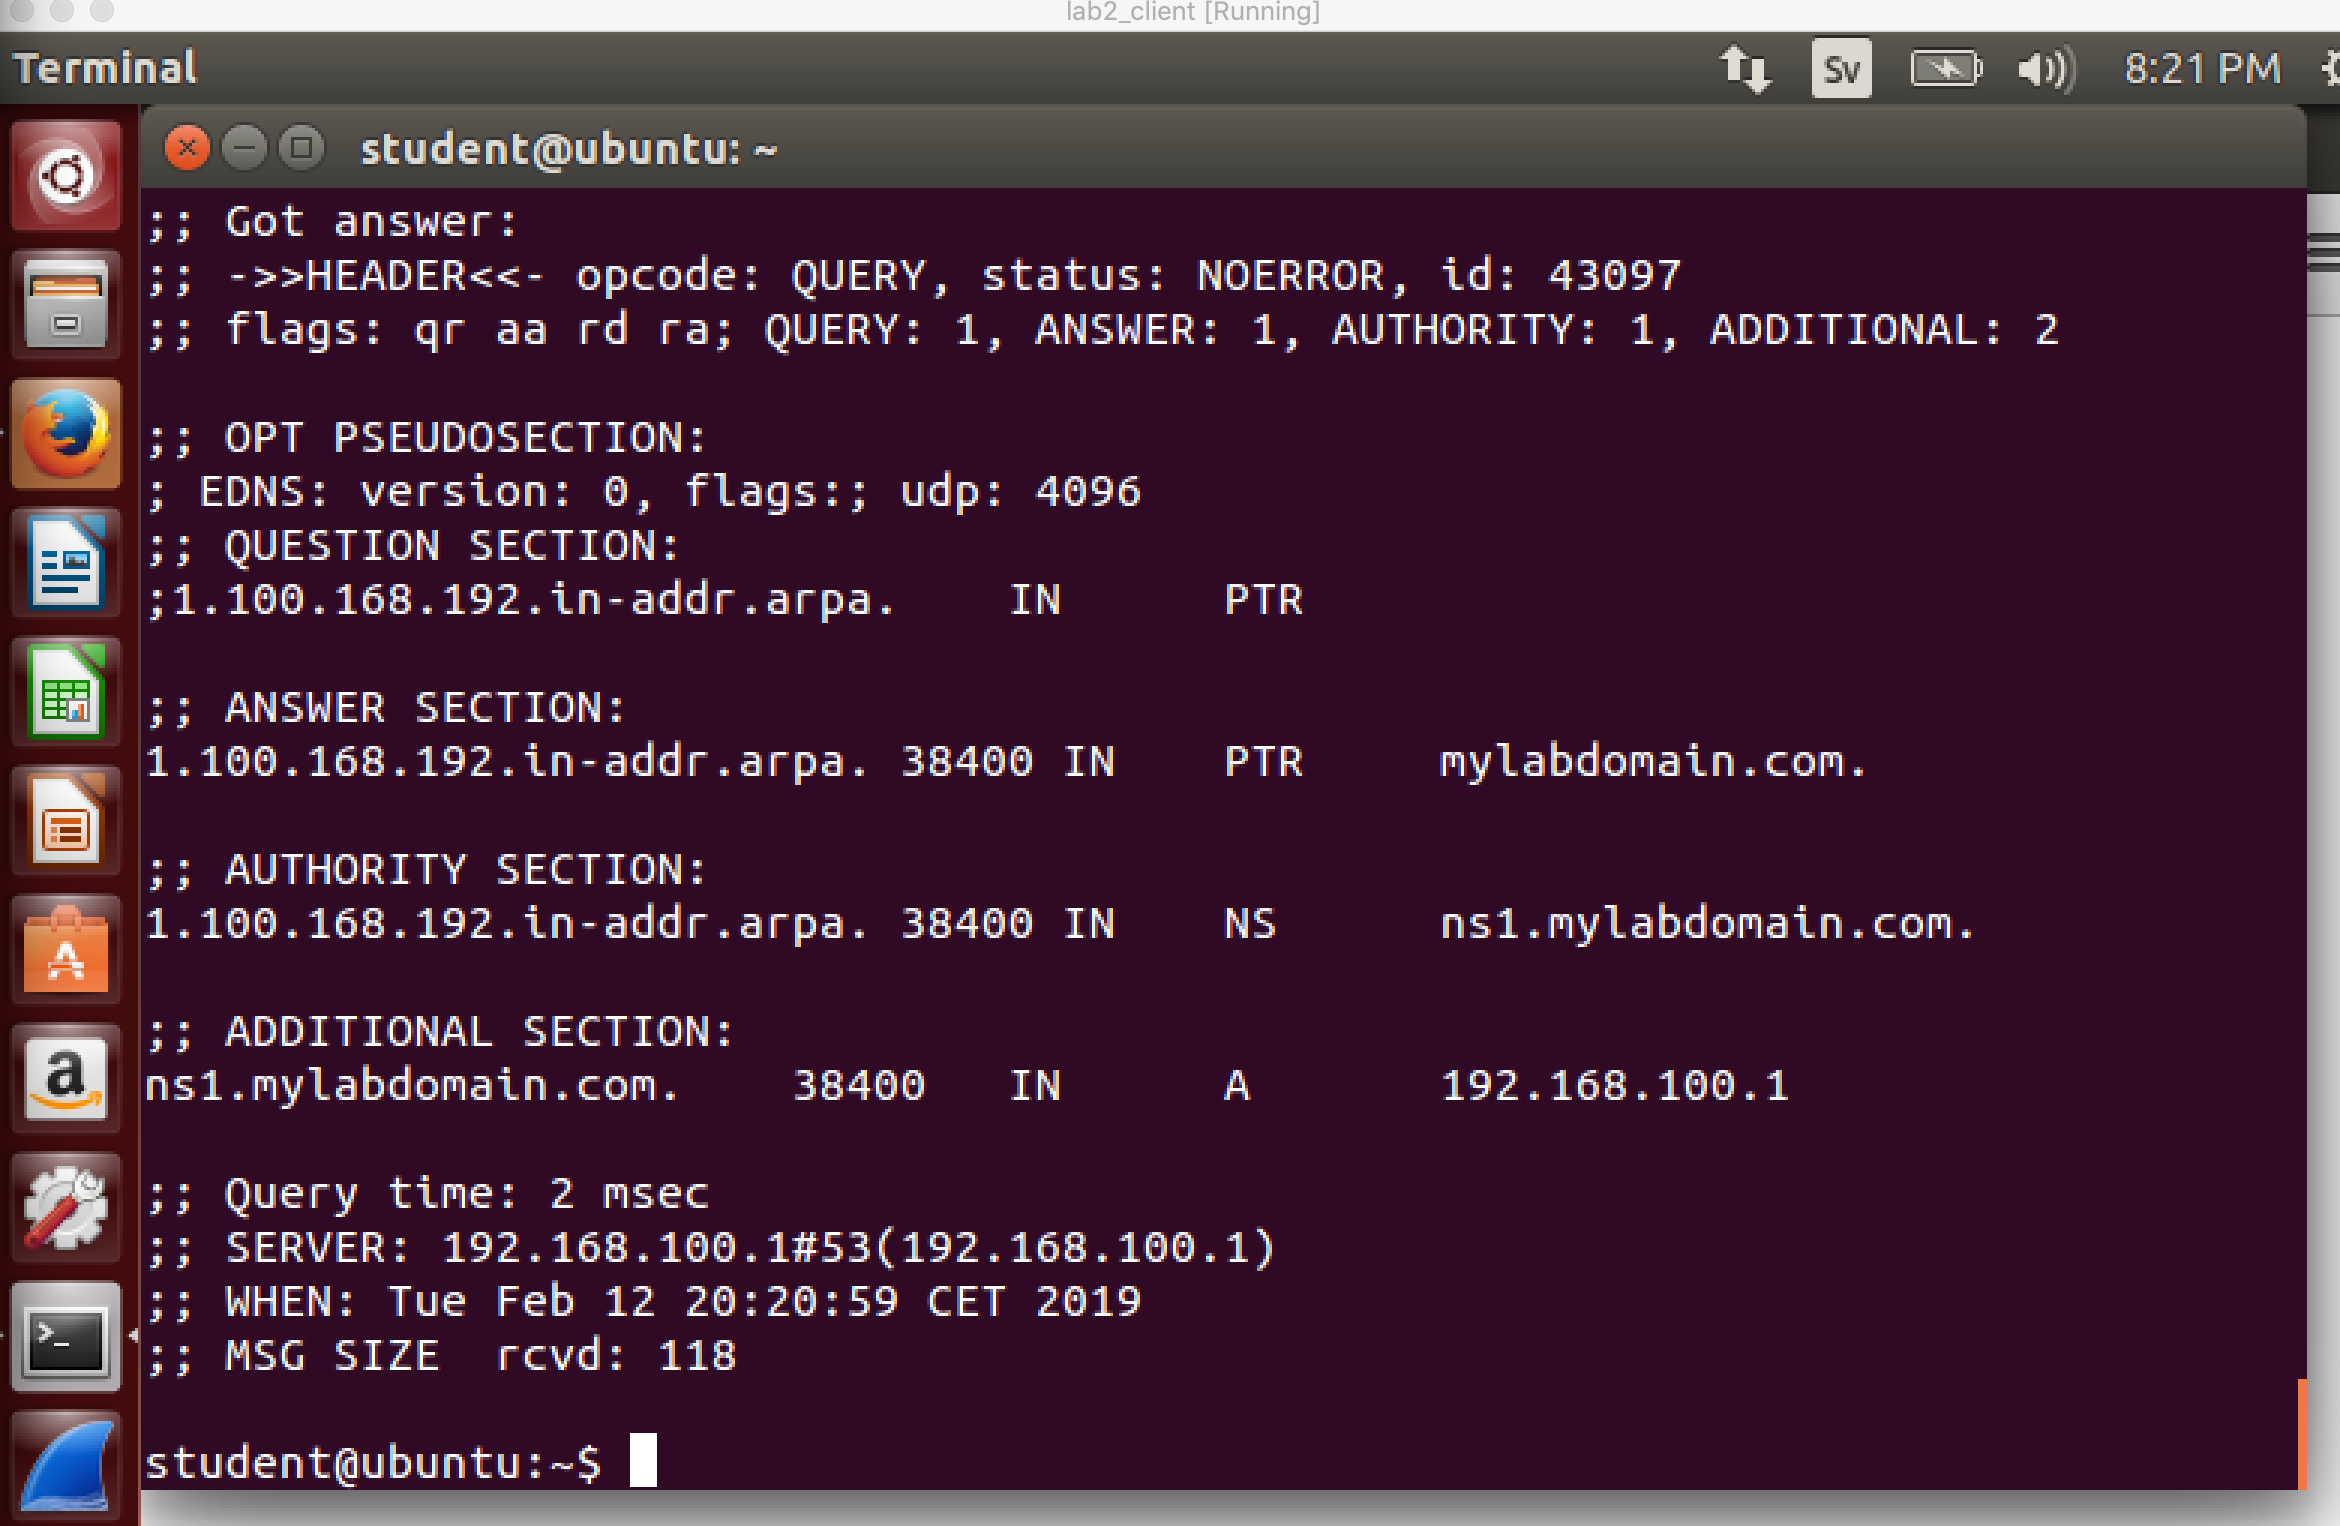 lab2_client [Running]
Terminal
Sv
8:21 PM
student@ubuntu: ~
;; Got answer:
;; ->>HEADER<<- opcode: QUERY, status: NOERROR, id: 43097
;; flags: qr aa rd ra; QUERY: 1, ANSWER: 1, AUTHORITY: 1, ADDITIONAL: 2
;; OPT PSEUDOSECTION:
; EDNS: version: 0, flags:; udp: 4096
;; QUESTION SECTION:
;1.100.168.192.in-addr.arpa. IN PTR
;; ANSWER SECTION:
1.100.168.192.in-addr.arpa. 38400 IN PTR mylabdomain.com.
;; AUTHORITY SECTION:
1.100.168.192.in-addr.arpa. 38400 IN NS ns1.mylabdomain.com.
;; ADDITIONAL SECTION:
ns1.mylabdomain.com. 38400 IN A 192.168.100.1
;; Query time: 2 msec
;; SERVER: 192.168.100.1#53(192.168.100.1)
;; WHEN: Tue Feb 12 20:20:59 CET 2019
;; MSG SIZE rcvd: 118
student@ubuntu:~$